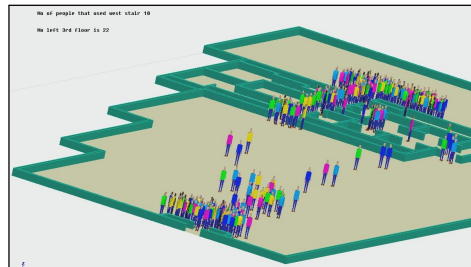 No of people that used west stair 10
No left 3rd floor is 22
z